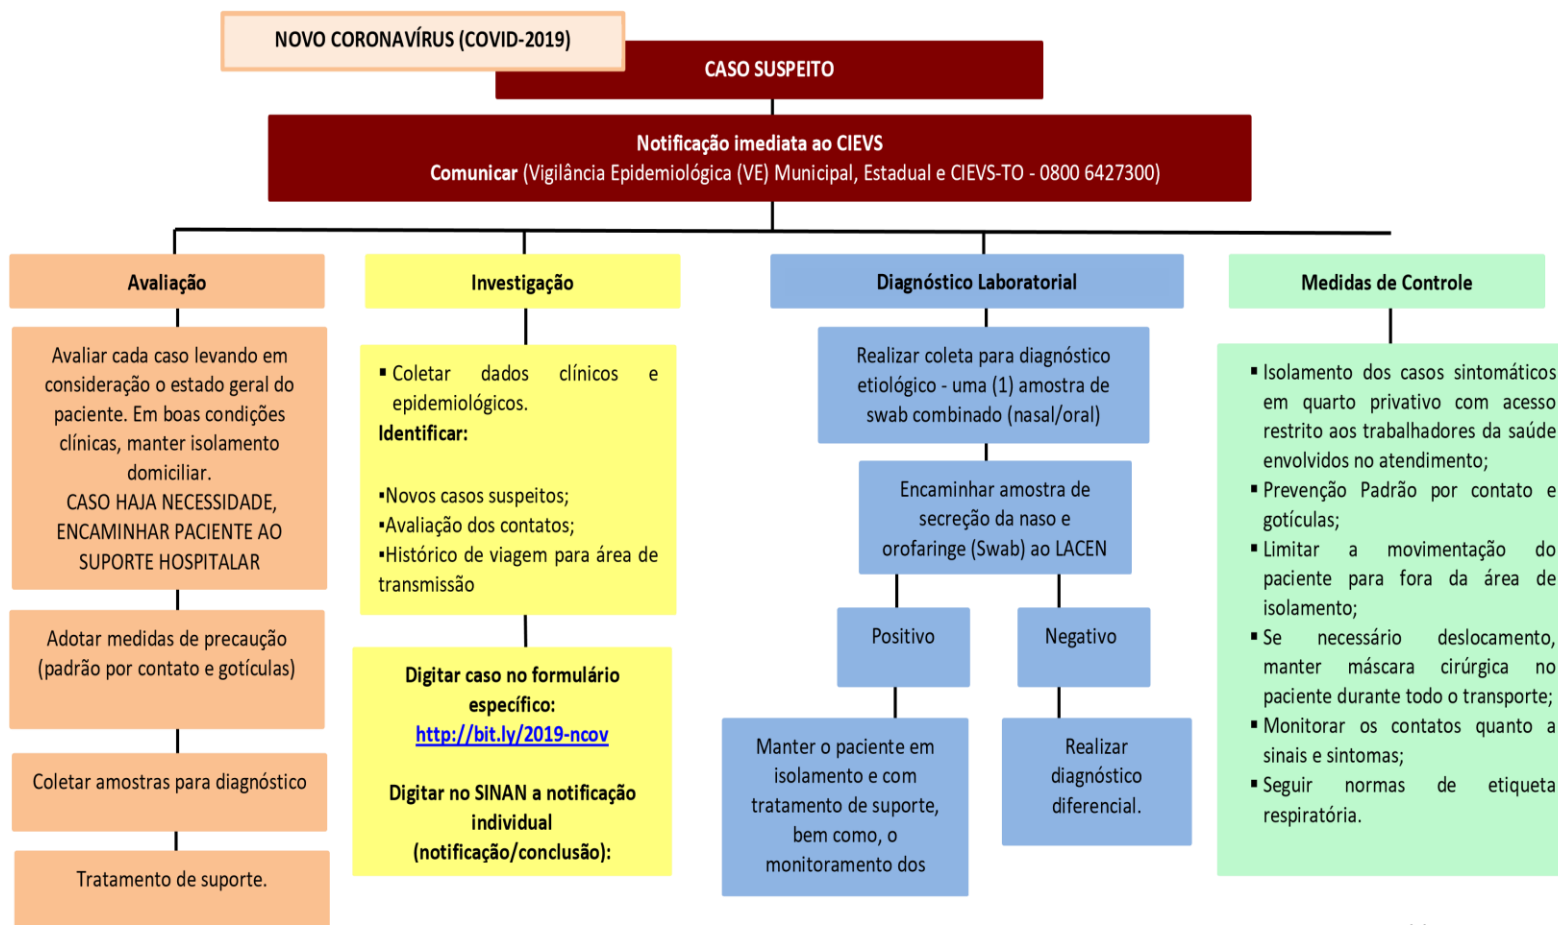 NOVO CORONAVÍRUS (COVID-2019)
CASO SUSPEITO
Notificação imediata ao CIEVS
Comunicar (Vigilância Epidemiológica (VE) Municipal, Estadual e CIEVS-TO - 0800 6427300)
Avaliação
Avaliar cada caso levando em
consideração o estado geral do
paciente. Em boas condições
clínicas, manter isolamento
domiciliar.
CASO HAJA NECESSIDADE,
ENCAMINHAR PACIENTE AO
SUPORTE HOSPITALAR
Adotar medidas de precaução
(padrão por contato e gotículas)
Coletar amostras para diagnóstico
Tratamento de suporte.
Investigação
▪ Coletar dados clínicos e
epidemiológicos.
Identificar:
▪Novos casos suspeitos;
▪Avaliação dos contatos;
▪Histórico de viagem para área de
transmissão
Digitar caso no formulário
específico:
http://bit.ly/2019-ncov
Digitar no SINAN a notificação
individual
(notificação/conclusão):
Diagnóstico Laboratorial
Realizar coleta para diagnóstico
etiológico - uma (1) amostra de
swab combinado (nasal/oral)
Encaminhar amostra de
secreção da naso e
orofaringe (Swab) ao LACEN
Positivo
Manter o paciente em
isolamento e com
tratamento de suporte,
bem como, o
monitoramento dos
Negativo
Realizar
diagnóstico
diferencial.
Medidas de Controle
▪ Isolamento dos casos sintomáticos
em quarto privativo com acesso
restrito aos trabalhadores da saúde
envolvidos no atendimento;
▪ Prevenção Padrão por contato e
gotículas;
▪ Limitar a movimentação do
paciente para fora da área de
isolamento;
▪ Se necessário deslocamento,
manter máscara cirúrgica no
paciente durante todo o transporte;
▪ Monitorar os contatos quanto a
sinais e sintomas;
▪ Seguir normas de etiqueta
respiratória.